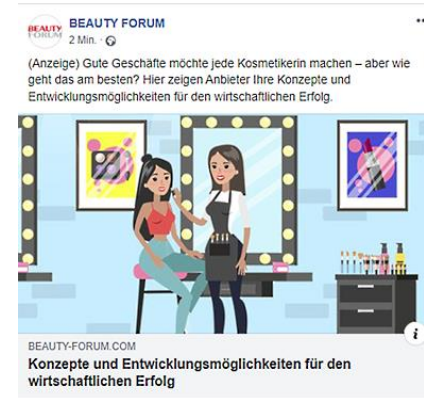 BEAUTY
FORUM
BEAUTY FORUM
2 Min. ·
(Anzeige) Gute Geschäfte möchte jede Kosmetikerin machen – aber wie
geht das am besten? Hier zeigen Anbieter Ihre Konzepte und
Entwicklungsmöglichkeiten für den wirtschaftlichen Erfolg.
i
BEAUTY-FORUM.COM
Konzepte und Entwicklungsmöglichkeiten für den
wirtschaftlichen Erfolg